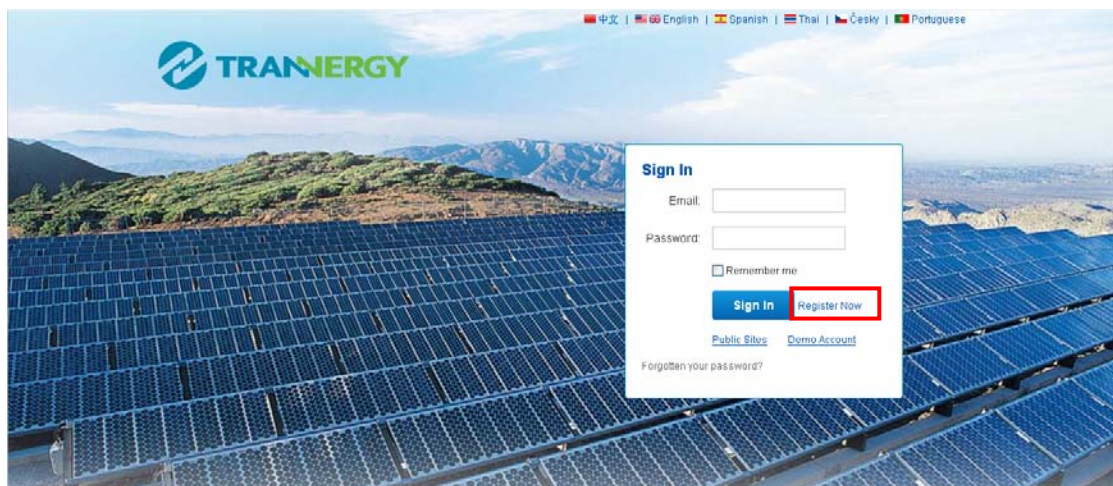 中文 | English | Spanish | Thai | Česky | Portuguese
TRANNERGY
Sign In
Email:
Password:
Remember me
Sign In Register Now
Public Sites Demo Account
Forgotten your password?